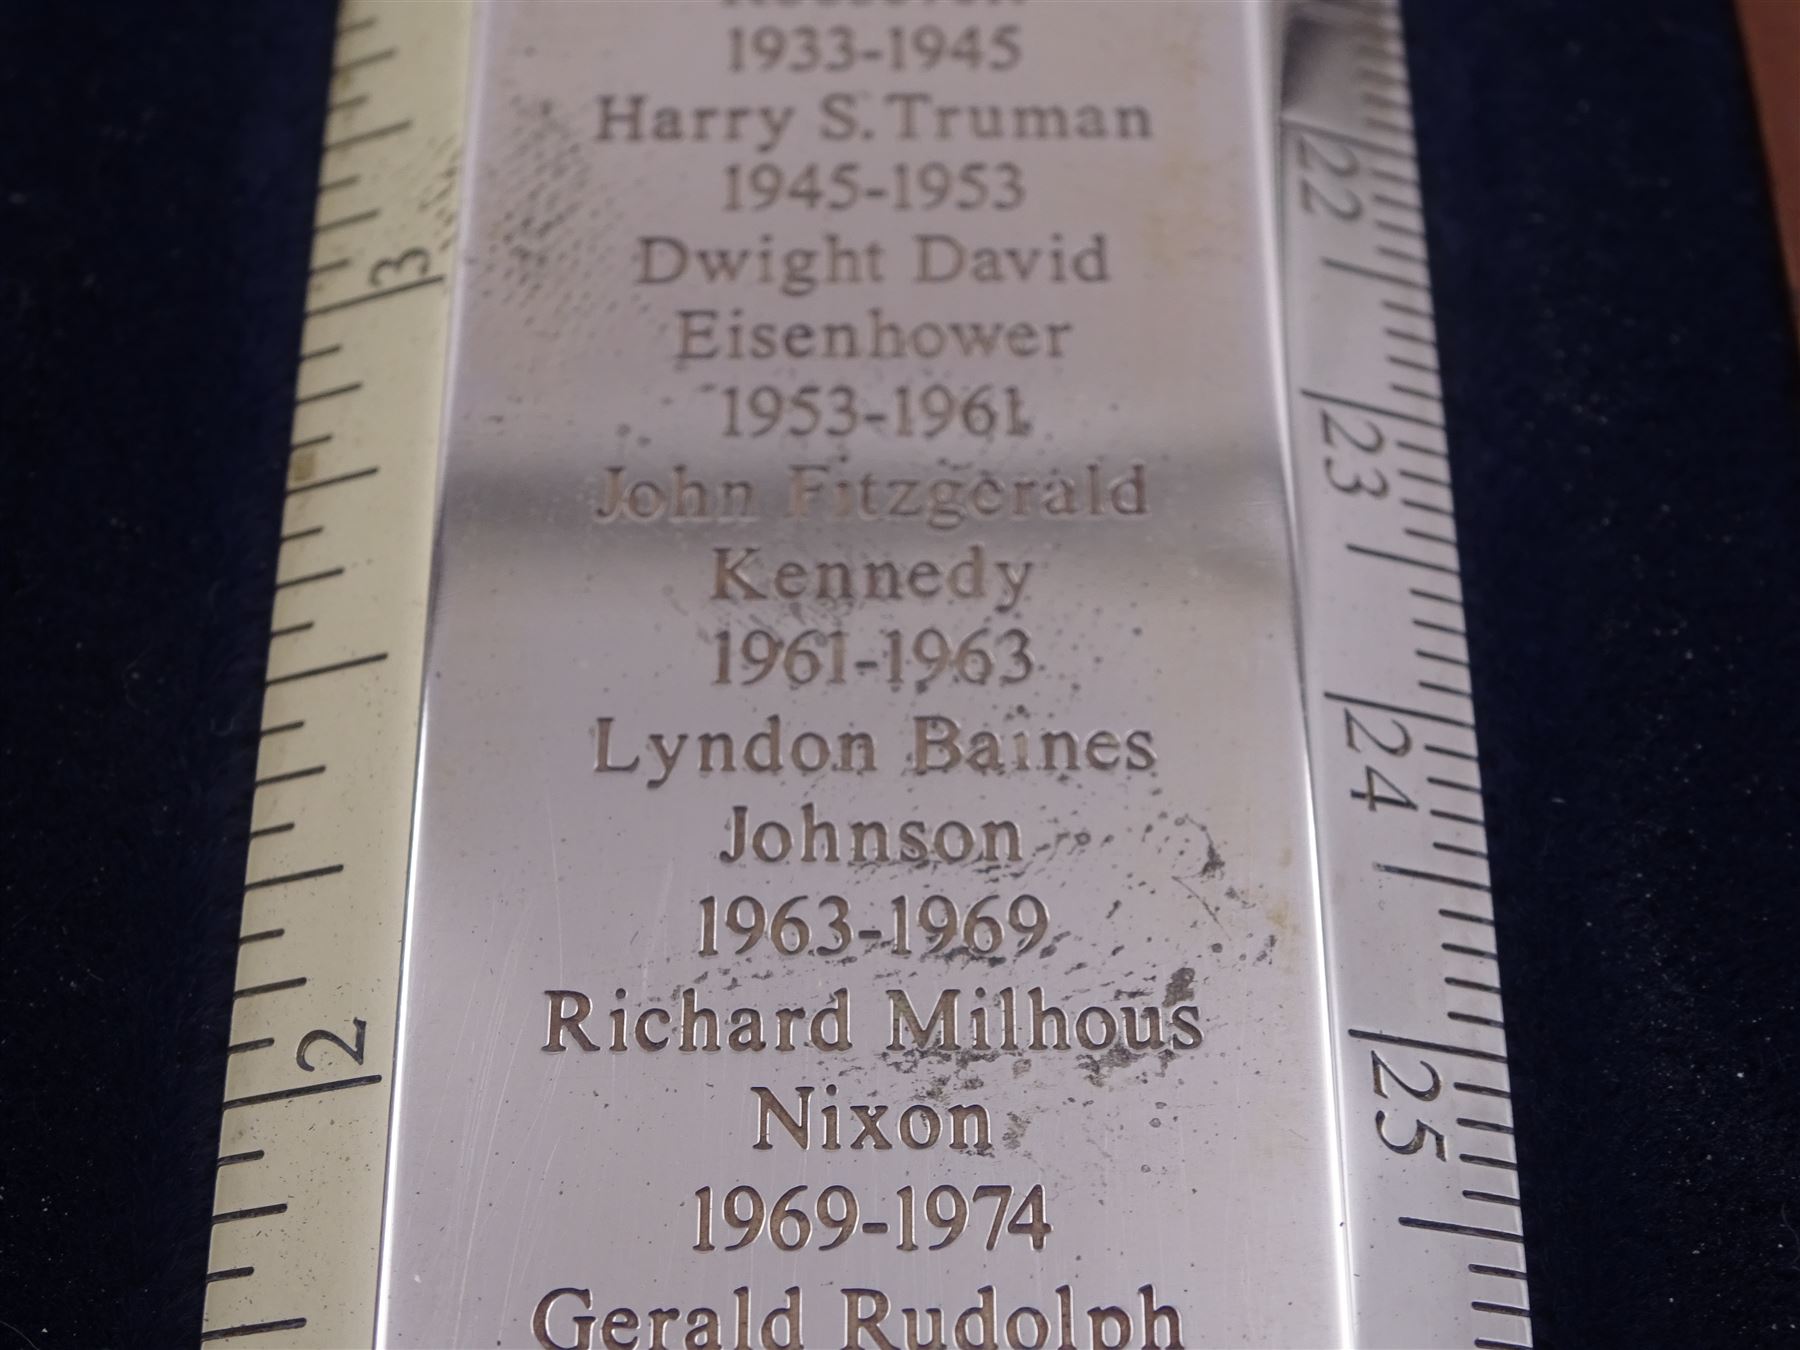 1933-1945
Harry S. Truman
1945-1953
Dwight David
Eisenhower
1953-1961
John Fitzgerald
Kennedy
1961-1963
Lyndon Baines
Johnson
1963-1969
Richard Milhous
Nixon
1969-1974
Gerald Rudolph
3
2
22
23
24
25